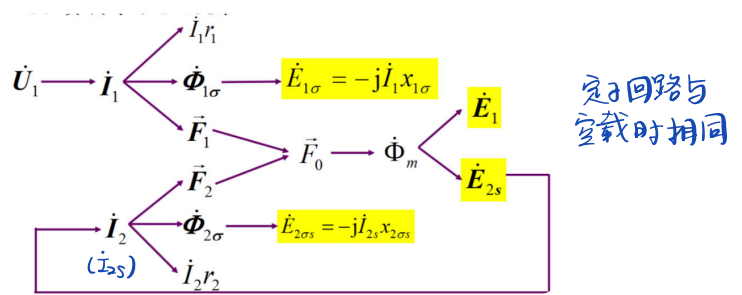 İ₁r₁
U̇₁ İ₁ Φ̇₁σ Ė₁σ = −jİ₁x₁σ
F⃗₁ Ė₁
F⃗₀ Φ̇m
F⃗₂ Ė₂s
İ₂ Φ̇₂σ Ė₂σs = −jİ₂sx₂σs
(İ₂s)
İ₂r₂
定子回路与
空载时相同